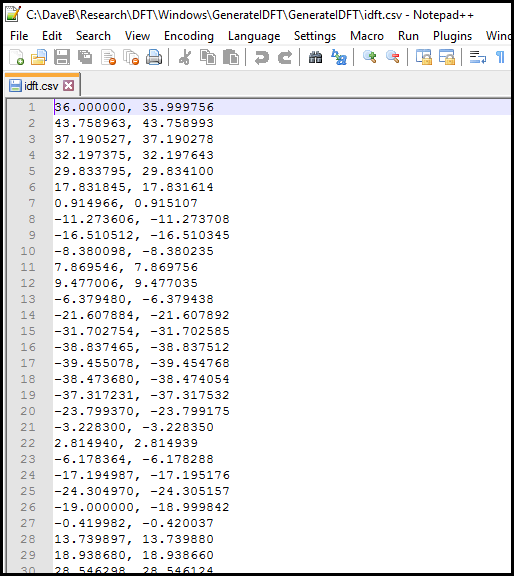 C:\DaveB\Research\DFT\Windows\GenerateIDFT\GenerateIDFT\idft.csv - Notepad++
File Edit Search View Encoding Language Settings Macro Run Plugins Wind
idft.csv
1 36.000000, 35.999756
2 43.758963, 43.758993
3 37.190527, 37.190278
4 32.197375, 32.197643
5 29.833795, 29.834100
6 17.831845, 17.831614
7 0.914966, 0.915107
8 -11.273606, -11.273708
9 -16.510512, -16.510345
10 -8.380098, -8.380235
11 7.869546, 7.869756
12 9.477006, 9.477035
13 -6.379480, -6.379438
14 -21.607884, -21.607892
15 -31.702754, -31.702585
16 -38.837465, -38.837512
17 -39.455078, -39.454768
18 -38.473680, -38.474054
19 -37.317231, -37.317532
20 -23.799370, -23.799175
21 -3.228300, -3.228350
22 2.814940, 2.814939
23 -6.178364, -6.178288
24 -17.194987, -17.195176
25 -24.304970, -24.305157
26 -19.000000, -18.999842
27 -0.419982, -0.420037
28 13.739897, 13.739880
29 18.938680, 18.938660
30 28.546298, 28.546124